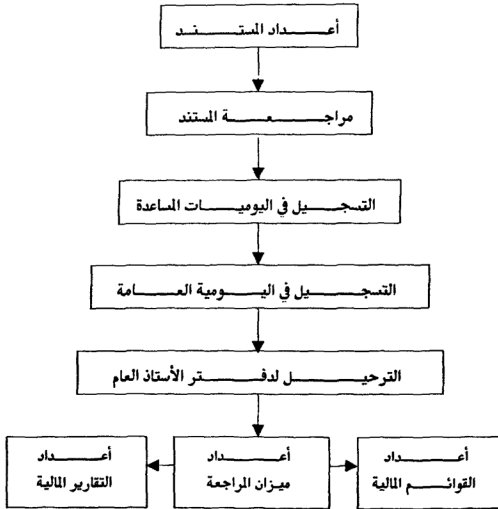 أعداد المستند
مراجعة المستند
التسجيل في اليوميات المساعدة
التسجيل في اليومية العامة
الترحيل لدفتر الأستاذ العام
أعداد
القوائم المالية
أعداد
ميزان المراجعة
أعداد
التقارير المالية